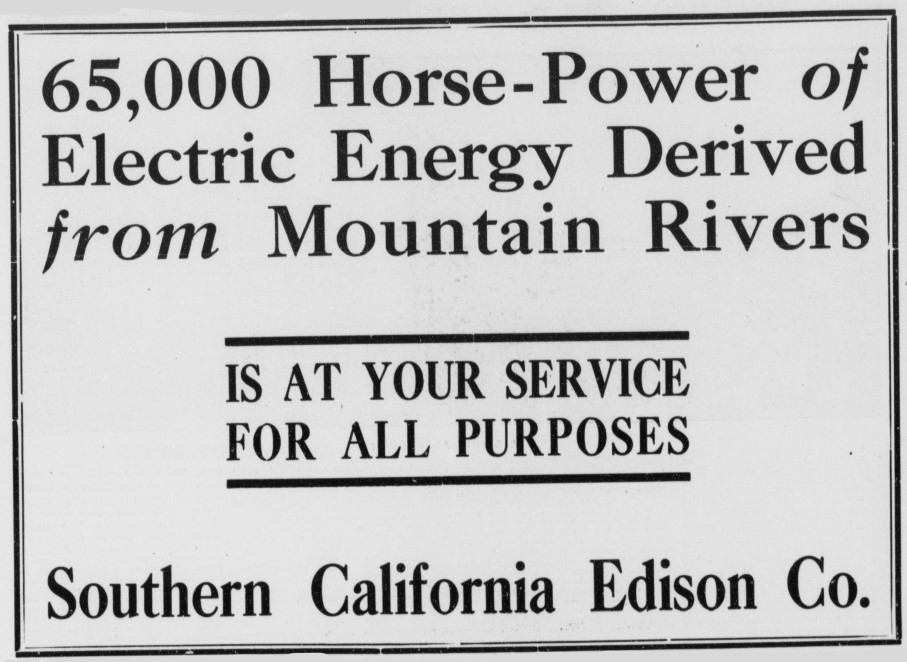 65,000 Horse-Power of
Electric Energy Derived
from Mountain Rivers
IS AT YOUR SERVICE
FOR ALL PURPOSES
Southern California Edison Co.